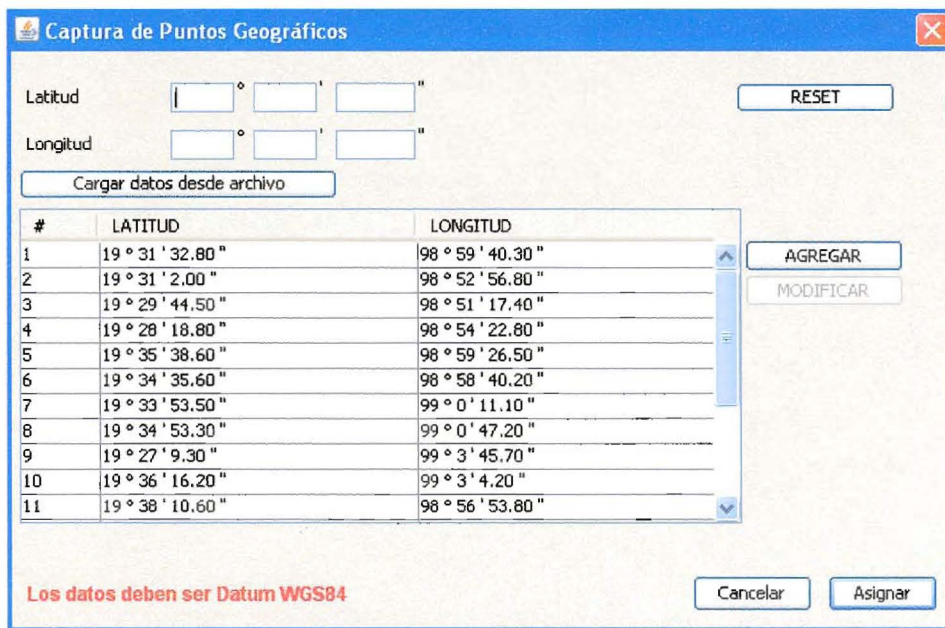 Captura de Puntos Geográficos
Latitud ° ' "
RESET
Longitud ° ' "
Cargar datos desde archivo
# LATITUD LONGITUD
1 19 ° 31 ' 32.80 " 98 ° 59 ' 40.30 "
2 19 ° 31 ' 2.00 " 98 ° 52 ' 56.80 "
3 19 ° 29 ' 44.50 " 98 ° 51 ' 17.40 "
4 19 ° 28 ' 18.80 " 98 ° 54 ' 22.80 "
5 19 ° 35 ' 38.60 " 98 ° 59 ' 26.50 "
6 19 ° 34 ' 35.60 " 98 ° 58 ' 40.20 "
7 19 ° 33 ' 53.50 " 99 ° 0 ' 11.10 "
8 19 ° 34 ' 53.30 " 99 ° 0 ' 47.20 "
9 19 ° 27 ' 9.30 " 99 ° 3 ' 45.70 "
10 19 ° 36 ' 16.20 " 99 ° 3 ' 4.20 "
11 19 ° 38 ' 10.60 " 98 ° 56 ' 53.80 "
AGREGAR
MODIFICAR
Los datos deben ser Datum WGS84
Cancelar Asignar